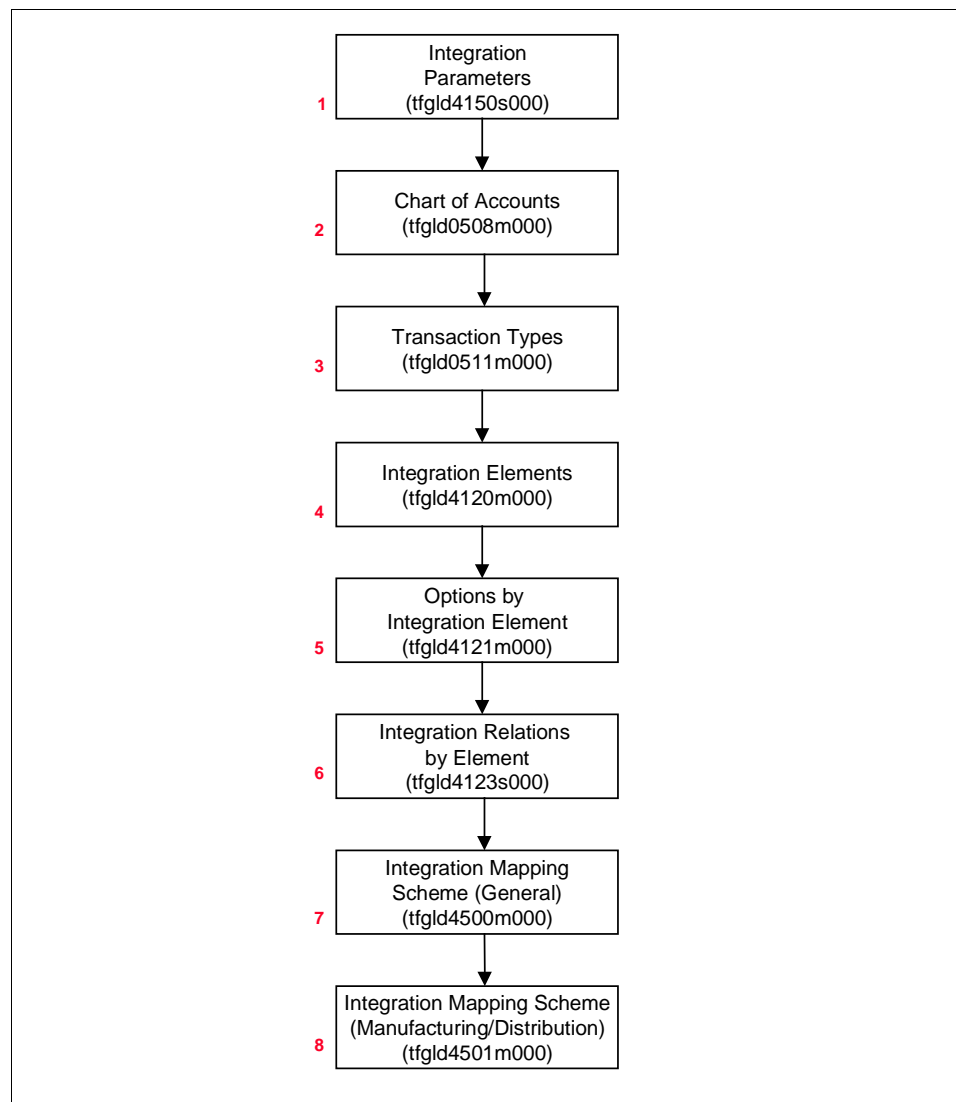 Integration
Parameters
(tfgld4150s000)
1
Chart of Accounts
(tfgld0508m000)
2
Transaction Types
(tfgld0511m000)
3
Integration Elements
(tfgld4120m000)
4
Options by
Integration Element
(tfgld4121m000)
5
Integration Relations
by Element
(tfgld4123s000)
6
Integration Mapping
Scheme (General)
(tfgld4500m000)
7
Integration Mapping Scheme
(Manufacturing/Distribution)
(tfgld4501m000)
8